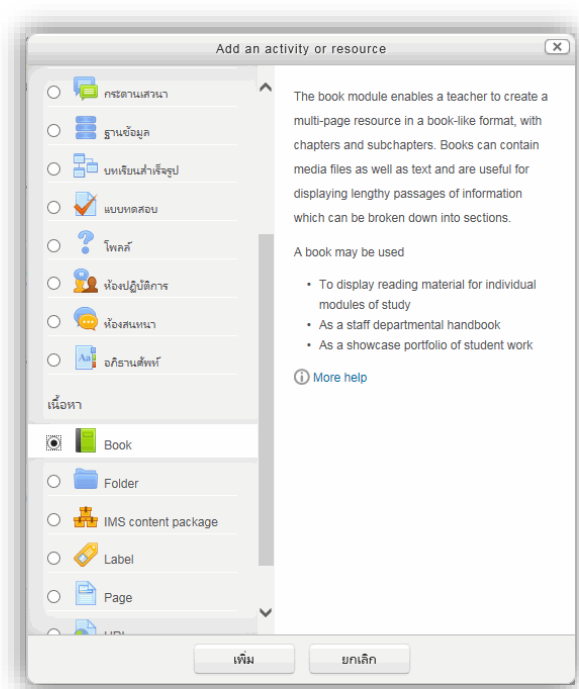 Add an activity or resource
กระดานเสวนา
ฐานข้อมูล
บทเรียนสำเร็จรูป
แบบทดสอบ
โพลล์
ห้องปฏิบัติการ
ห้องสนทนา
อภิธานศัพท์
เนื้อหา
Book
Folder
IMS content package
Label
Page
URL
The book module enables a teacher to create a
multi-page resource in a book-like format, with
chapters and subchapters. Books can contain
media files as well as text and are useful for
displaying lengthy passages of information
which can be broken down into sections.
A book may be used
• To display reading material for individual
modules of study
• As a staff departmental handbook
• As a showcase portfolio of student work
More help
เพิ่ม
ยกเลิก